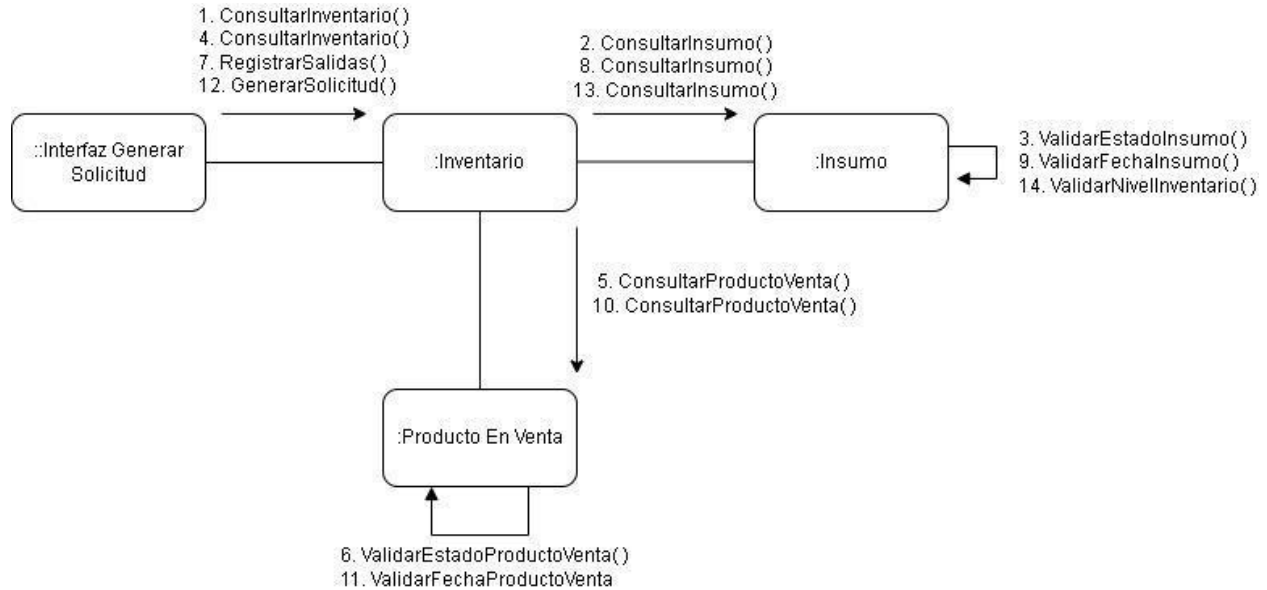 1. ConsultarInventario()
4. ConsultarInventario()
7. RegistrarSalidas()
12. GenerarSolicitud()
2. ConsultarInsumo()
8. ConsultarInsumo()
13. ConsultarInsumo()
::Interfaz Generar
Solicitud
:Inventario
:Insumo
3. ValidarEstadoInsumo()
9. ValidarFechaInsumo()
14. ValidarNivelInventario()
5. ConsultarProductoVenta()
10. ConsultarProductoVenta()
:Producto En Venta
6. ValidarEstadoProductoVenta()
11. ValidarFechaProductoVenta